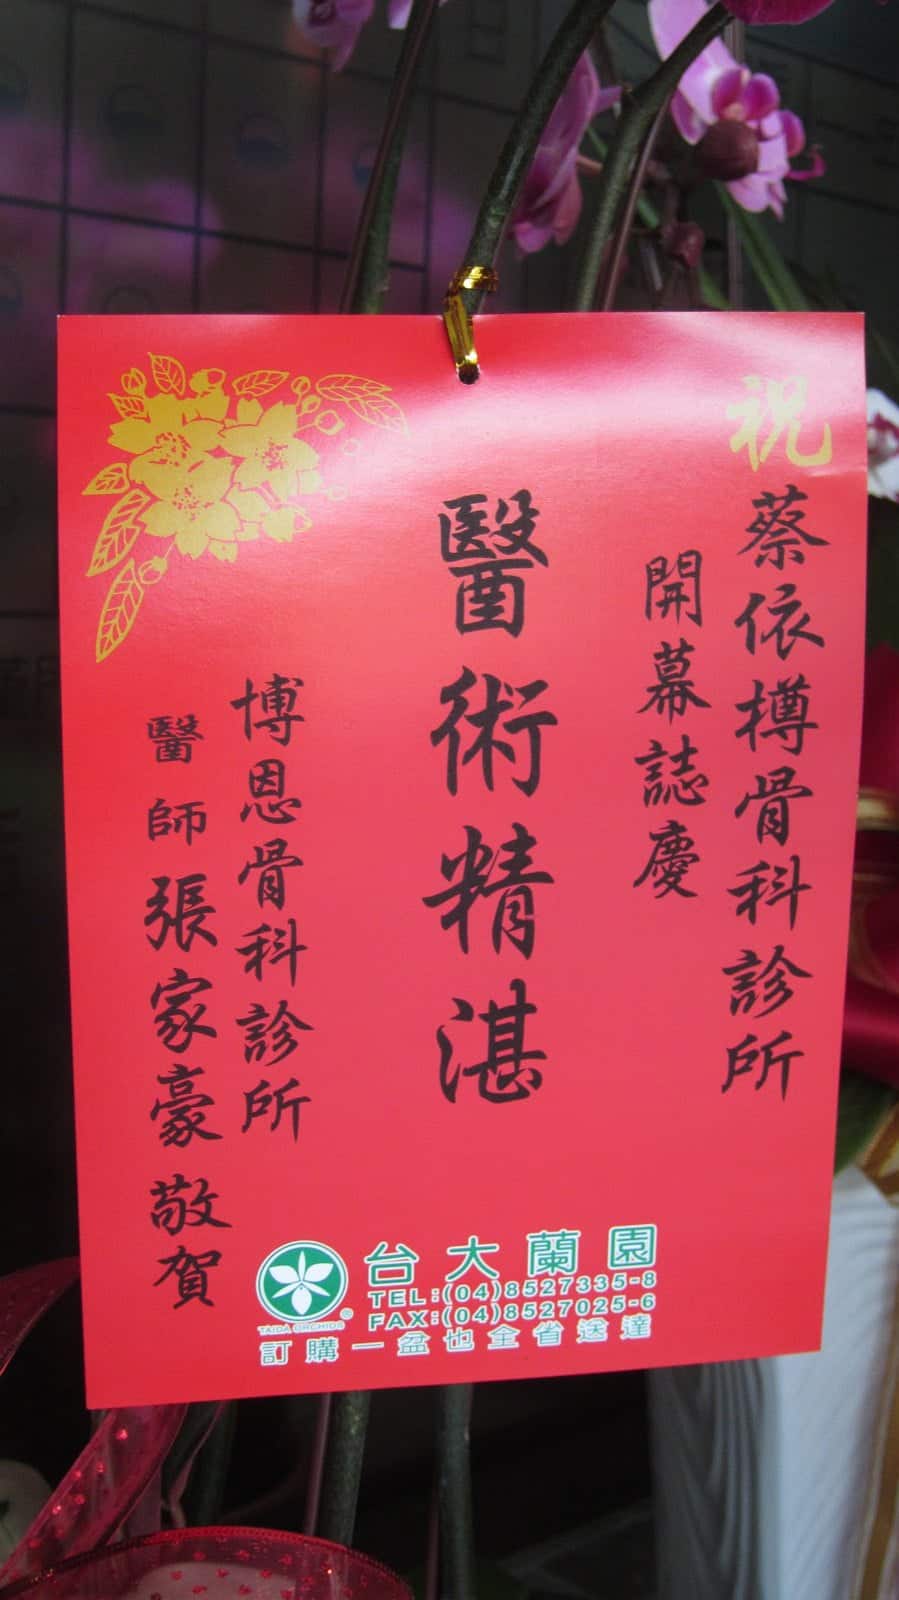 祝
蔡依樽骨科診所
開幕誌慶
醫術精湛
博恩骨科診所
醫師張家豪敬賀
台大蘭園
TEL:(04)8527335-8
FAX:(04)8527025-6
TAIDA ORCHIDS
訂購一盆也全省送達